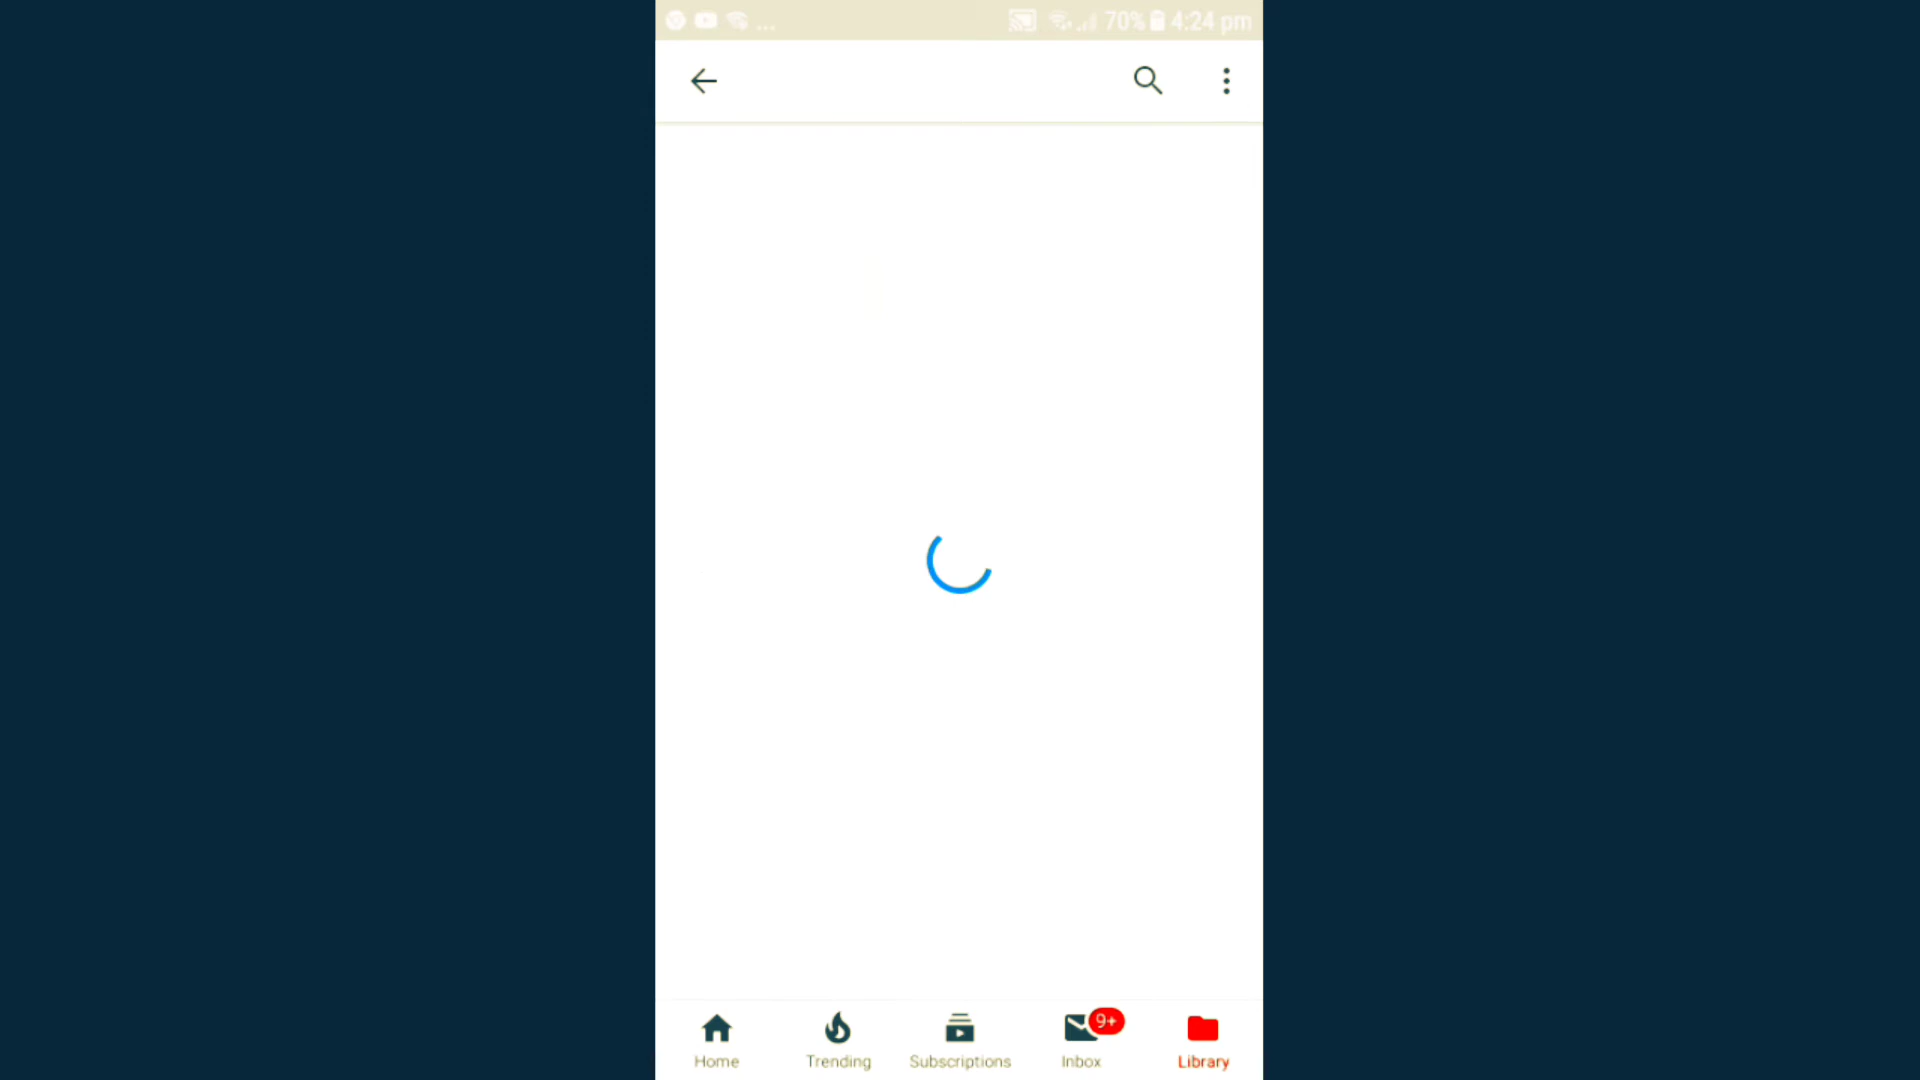 ... 70% 4:24 pm
Home Trending Subscriptions Inbox 9+ Library